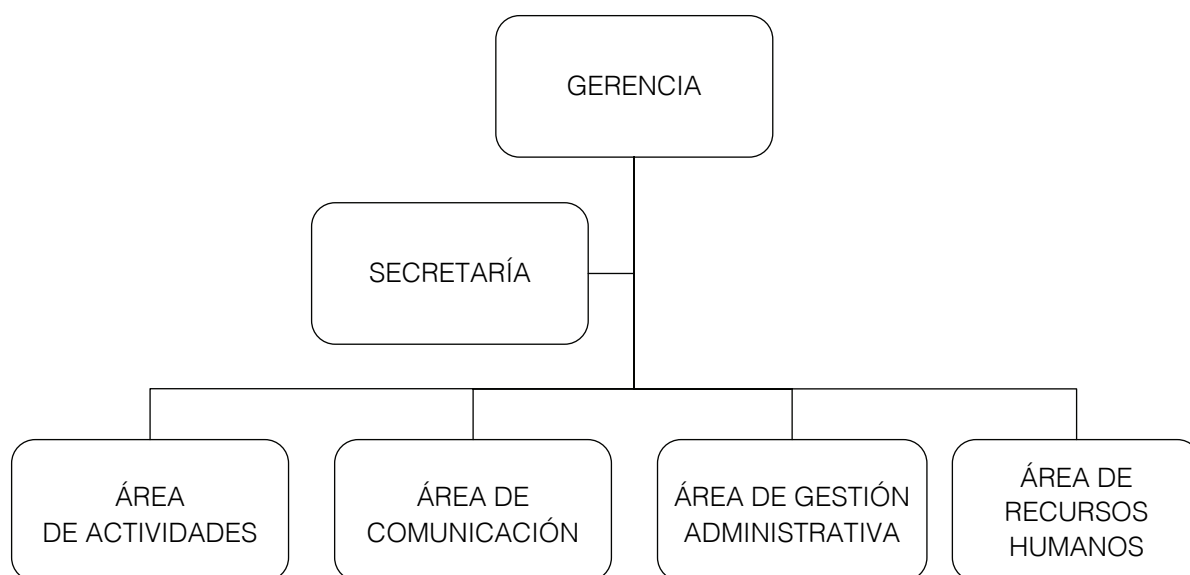 GERENCIA
SECRETARÍA
ÁREA
DE ACTIVIDADES
ÁREA DE
COMUNICACIÓN
ÁREA DE GESTIÓN
ADMINISTRATIVA
ÁREA DE
RECURSOS
HUMANOS